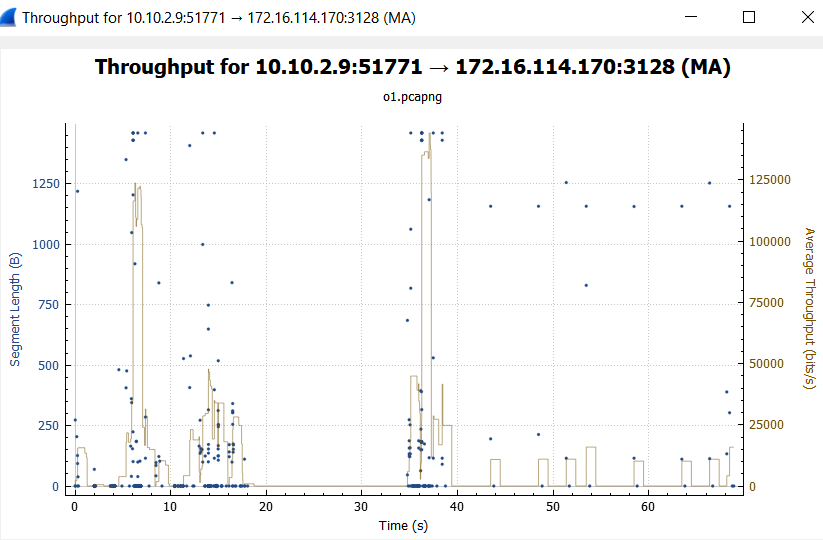 Throughput for 10.10.2.9:51771 → 172.16.114.170:3128 (MA)
Throughput for 10.10.2.9:51771 → 172.16.114.170:3128 (MA)
o1.pcapng
Segment Length (B)
1250
1000
750
500
250
0
125000
100000
75000
50000
25000
0
Average Throughput (bits/s)
0 10 20 30 40 50 60
Time (s)